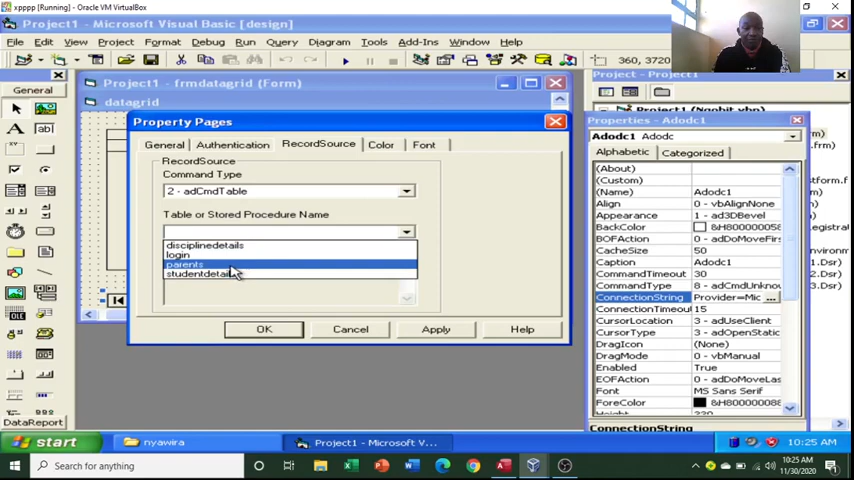 xpppp [Running] - Oracle VM VirtualBox
Project1 - Microsoft Visual Basic [design]
File Edit View Project Format Debug Run Query Diagram Tools Add-Ins Window Help
360, 3720
General
Project1 - frmdatagrid (Form)
datagrid
Property Pages
General Authentication RecordSource Color Font
RecordSource
Command Type
2 - adCmdTable
Table or Stored Procedure Name
disciplinedetails
login
parents
studentdetails
OK Cancel Apply Help
DataReport
Properties - Adodc1
Adodc1 Adodc
Alphabetic Categorized
(About)
(Custom)
(Name) Adodc1
Align 0 - vbAlignNone
Appearance 1 - ad3DBevel
BackColor &H8000000
BOFAction 0 - adDoMoveFirs
CacheSize 50
Caption Adodc1
CommandTimeout 30
CommandType 8 - adCmdUnkno
ConnectionString Provider=Mic ...
ConnectionTimeout 15
CursorLocation 3 - adUseClient
CursorType 3 - adOpenStatic
DragIcon (None)
DragMode 0 - vbManual
Enabled True
EOFAction 0 - adDoMoveLas
Font MS Sans Serif
ForeColor &H8000000
Height 330
ConnectionString
start
nyawira
Project1 - Microsoft V...
10:25 AM
Type here to search
10:25 AM
11/30/2020